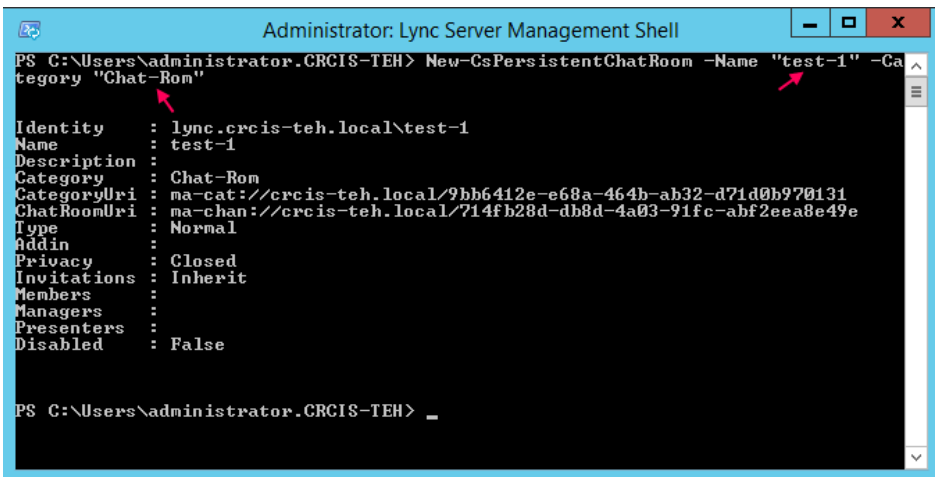 Administrator: Lync Server Management Shell
PS C:\Users\administrator.CRCIS-TEH> New-CsPersistentChatRoom -Name "test-1" -Ca
tegory "Chat-Rom"
Identity : lync.crcis-teh.local\test-1
Name : test-1
Description :
Category : Chat-Rom
CategoryUri : ma-cat://crcis-teh.local/9bb6412e-e68a-464b-ab32-d71d0b970131
ChatRoomUri : ma-chan://crcis-teh.local/714fb28d-db8d-4a03-91fc-abf2eea8e49e
Type : Normal
Addin :
Privacy : Closed
Invitations : Inherit
Members :
Managers :
Presenters :
Disabled : False
PS C:\Users\administrator.CRCIS-TEH> _